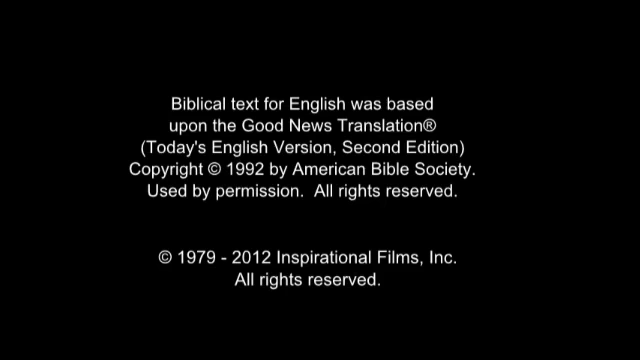 Biblical text for English was based
upon the Good News Translation®
(Today's English Version, Second Edition)
Copyright © 1992 by American Bible Society.
Used by permission.  All rights reserved.
© 1979 - 2012 Inspirational Films, Inc.
All rights reserved.